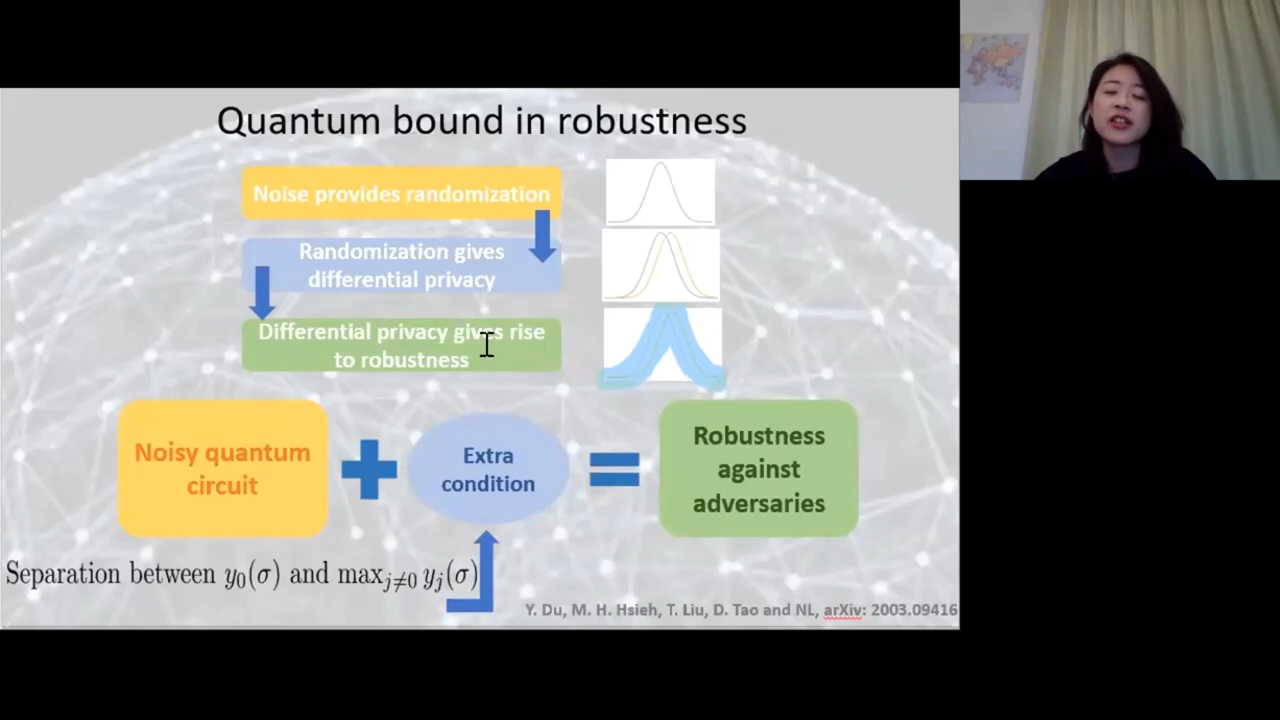 Quantum bound in robustness
Noise provides randomization
Randomization gives
differential privacy
Differential privacy gives rise
to robustness
Noisy quantum
circuit
Extra
condition
Robustness
against
adversaries
Separation between y₀(σ) and max_{j≠0} y_j(σ)
Y. Du, M. H. Hsieh, T. Liu, D. Tao and NL, arXiv: 2003.09416